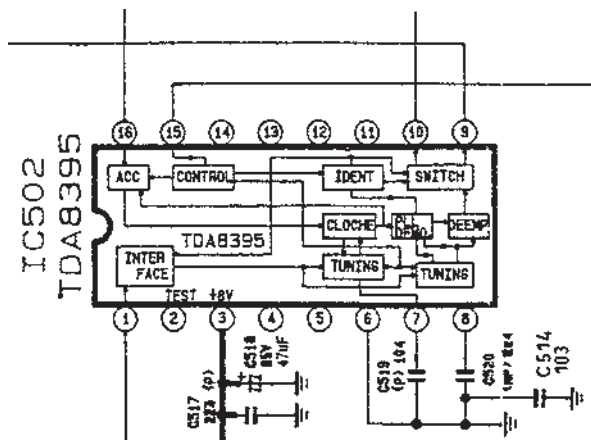 16 15 14 13 12 11 10 9
IC502
TDA8395
ACC
CONTROL
IDENT
SWITCH
CLOCHE
DEEMP
TDA8395
INTER
FACE
TUNING
TUNING
TEST +8V
1 2 3 4 5 6 7 8
(P)
C517
223
C518
47uF
C519
(P) 104
C520
C514
103